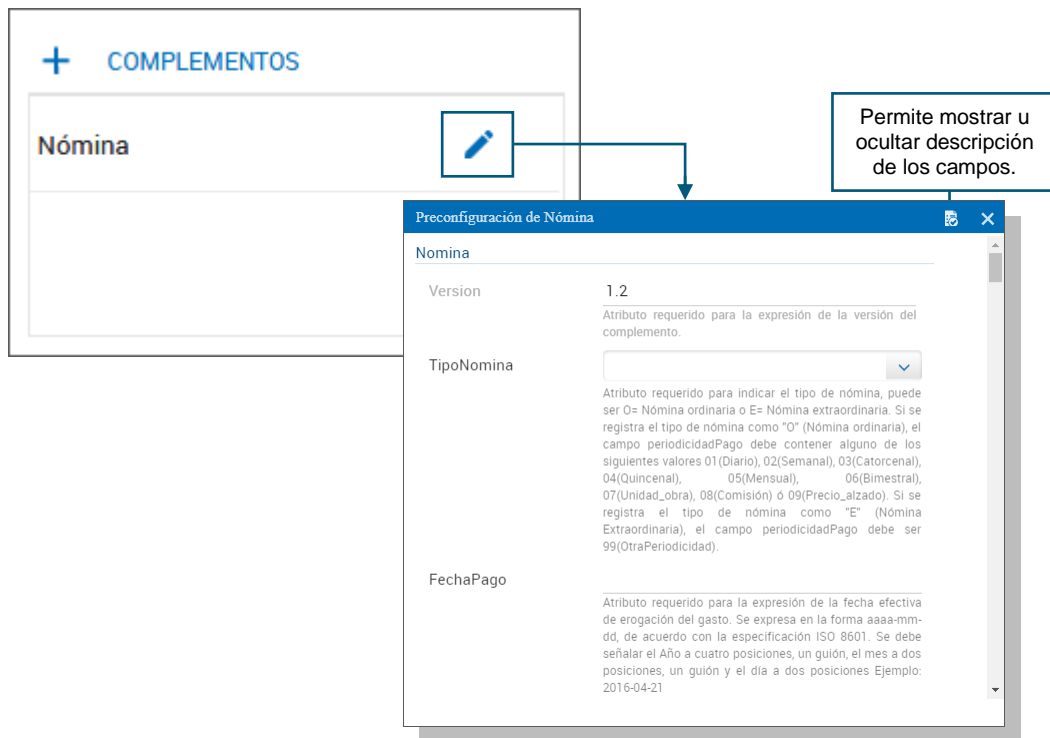 COMPLEMENTOS
Nómina
Permite mostrar u
ocultar descripción
de los campos.
Preconfiguración de Nómina
Nomina
Version
1.2
Atributo requerido para la expresión de la versión del
complemento.
TipoNomina
Atributo requerido para indicar el tipo de nómina, puede
ser O= Nómina ordinaria o E= Nómina extraordinaria. Si se
registra el tipo de nómina como "O" (Nómina ordinaria), el
campo periodicidadPago debe contener alguno de los
siguientes valores 01(Diario), 02(Semanal), 03(Catorcenal),
04(Quincenal), 05(Mensual), 06(Bimestral),
07(Unidad_obra), 08(Comisión) ó 09(Precio_alzado). Si se
registra el tipo de nómina como "E" (Nómina
Extraordinaria), el campo periodicidadPago debe ser
99(OtraPeriodicidad).
FechaPago
Atributo requerido para la expresión de la fecha efectiva
de erogación del gasto. Se expresa en la forma aaaa-mm-
dd, de acuerdo con la especificación ISO 8601. Se debe
señalar el Año a cuatro posiciones, un guión, el mes a dos
posiciones, un guión y el día a dos posiciones Ejemplo:
2016-04-21